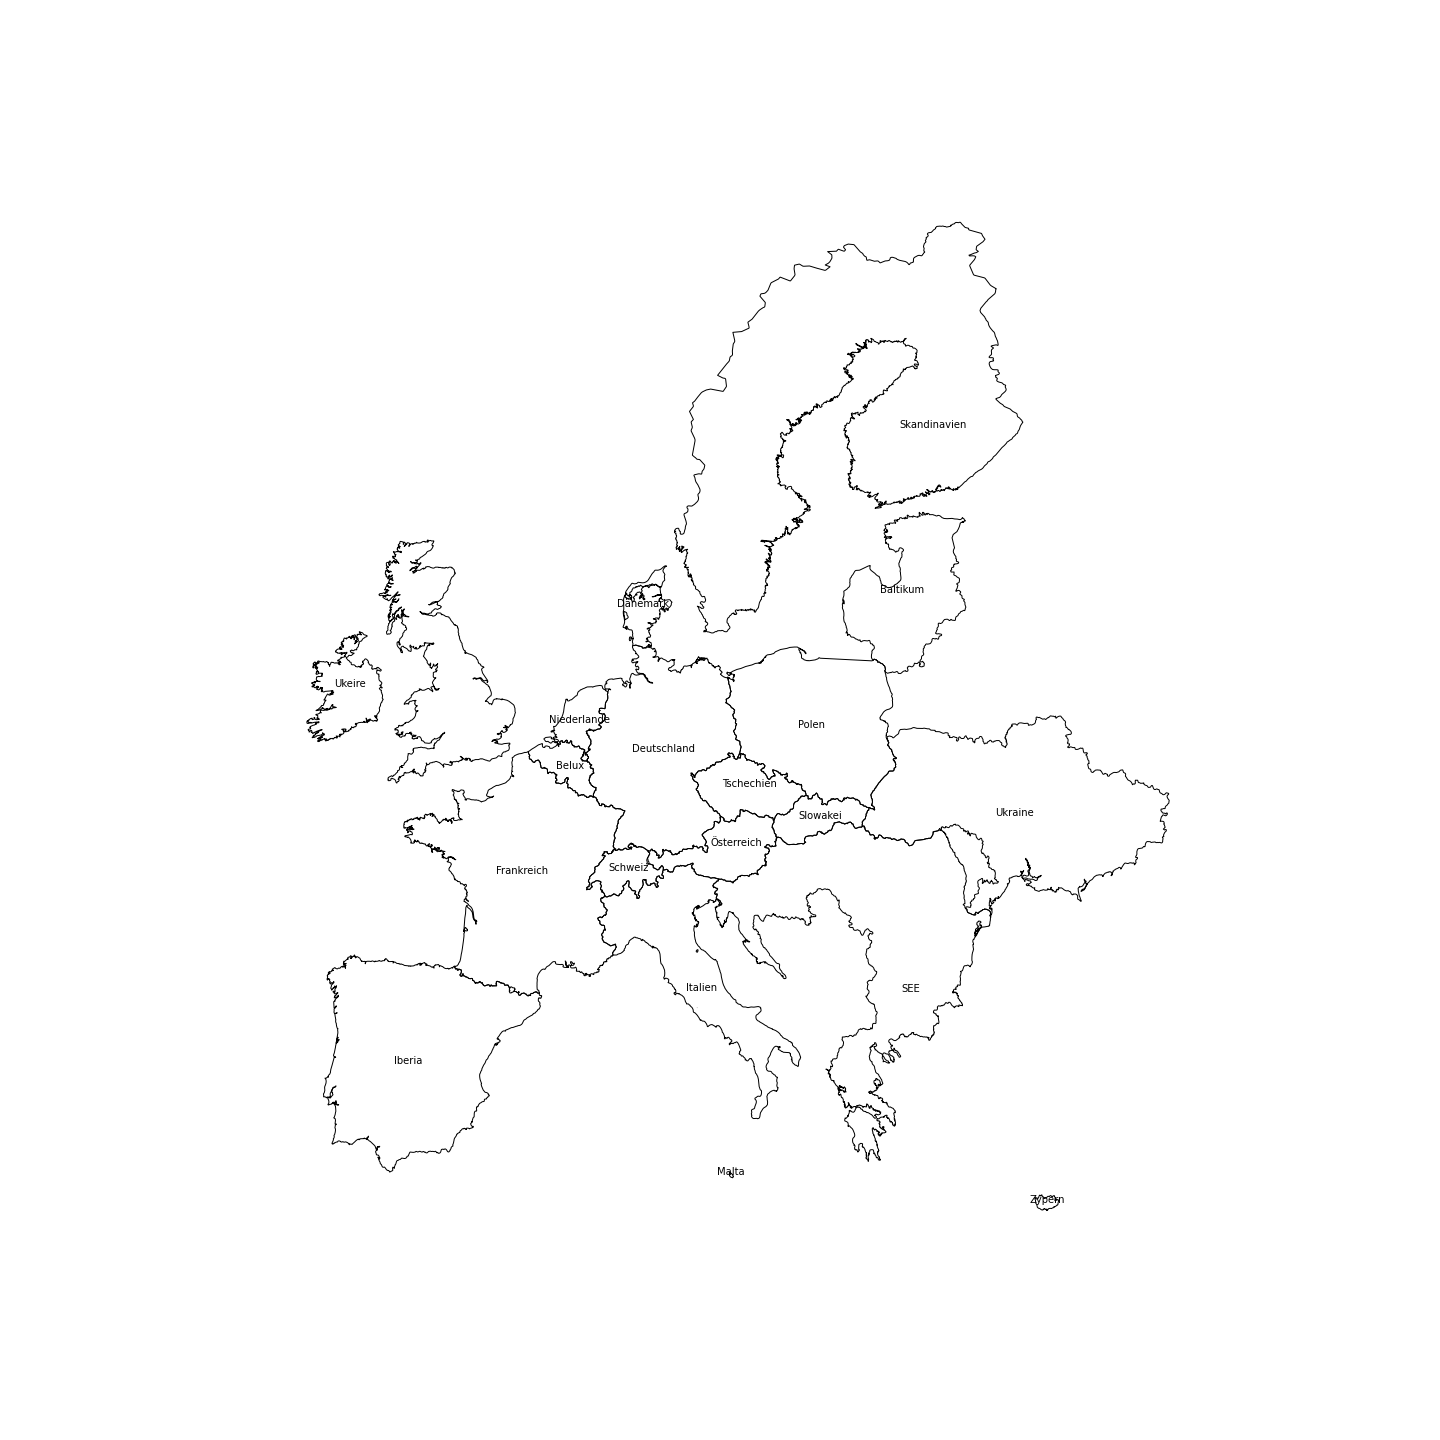 Skandinavien
Baltikum
Dänemark
Ukeire
Niederlande
Polen
Deutschland
Belux
Tschechien
Ukraine
Slowakei
Österreich
Schweiz
Frankreich
Italien
SEE
Iberia
Malta
Zypern